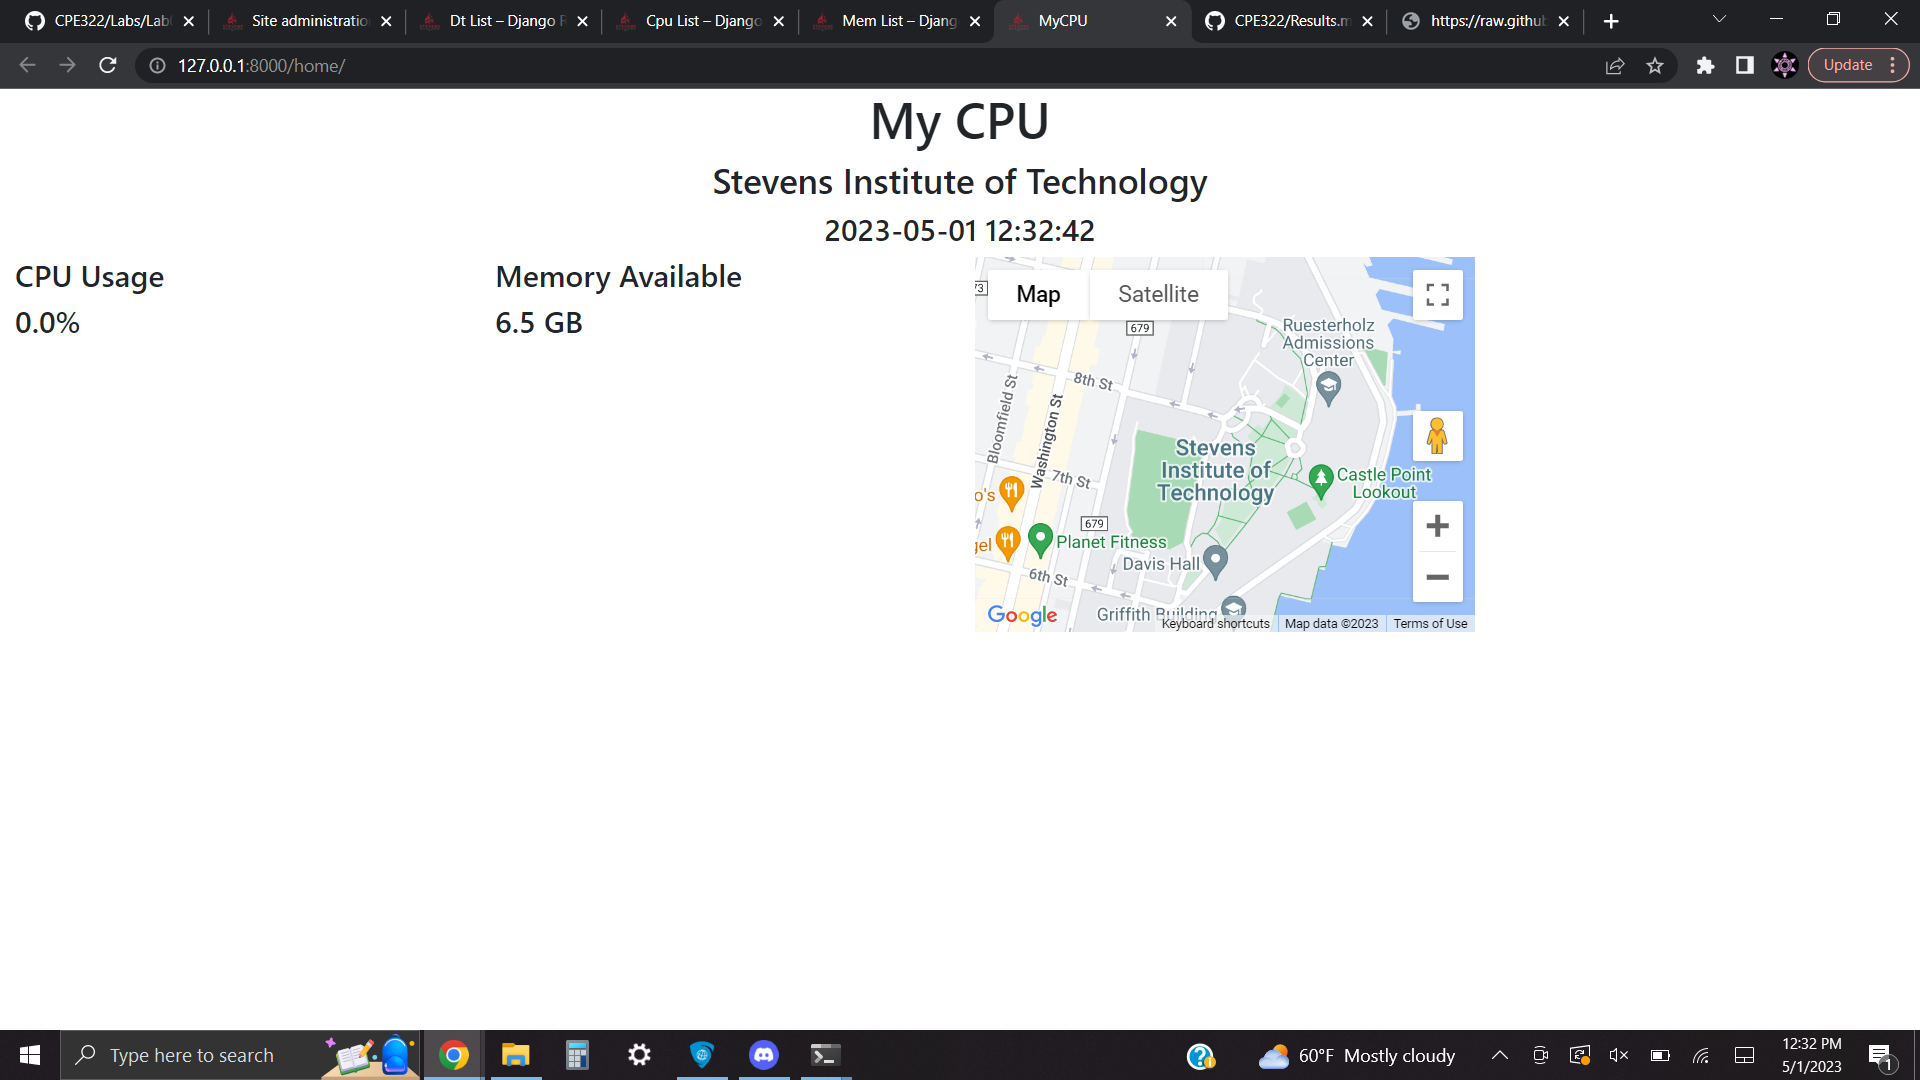 CPE322/Labs/Lab
Site administratio
Dt List – Django R
Cpu List – Django
Mem List – Djang
MyCPU
CPE322/Results.m
https://raw.githu
127.0.0.1:8000/home/
Update
My CPU
Stevens Institute of Technology
2023-05-01 12:32:42
CPU Usage
0.0%
Memory Available
6.5 GB
Map
Satellite
73
679
Ruesterholz
Admissions
Center
8th St
Bloomfield St
Washington St
Stevens
Institute of
Technology
7th St
Castle Point
Lookout
o's
679
gel
Planet Fitness
Davis Hall
6th St
Griffith Building
Google
Keyboard shortcuts
Map data ©2023
Terms of Use
Type here to search
60°F Mostly cloudy
12:32 PM
5/1/2023
1